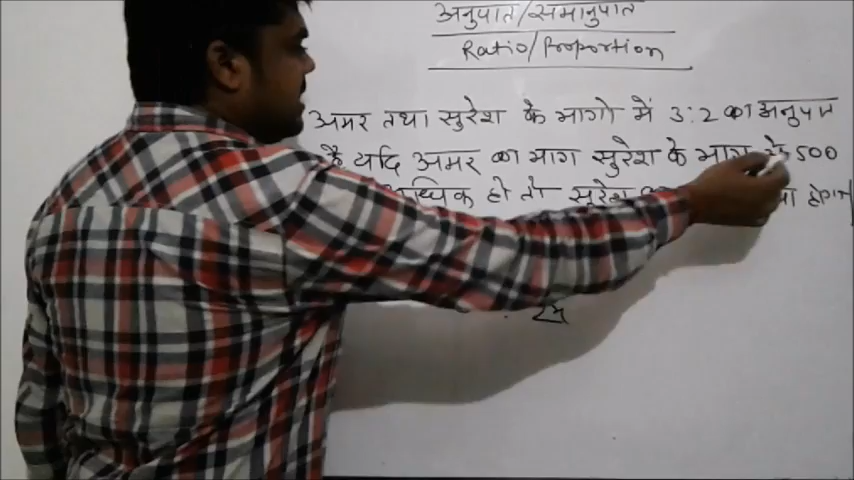 अनुपात/समानुपात
Ratio/Proportion
अमर तथा सुरेश के भागो में 3:2 का अनुपात
है यदि अमर का भाग सुरेश के भाग से 500
अधिक हो तो सुरेश होगा